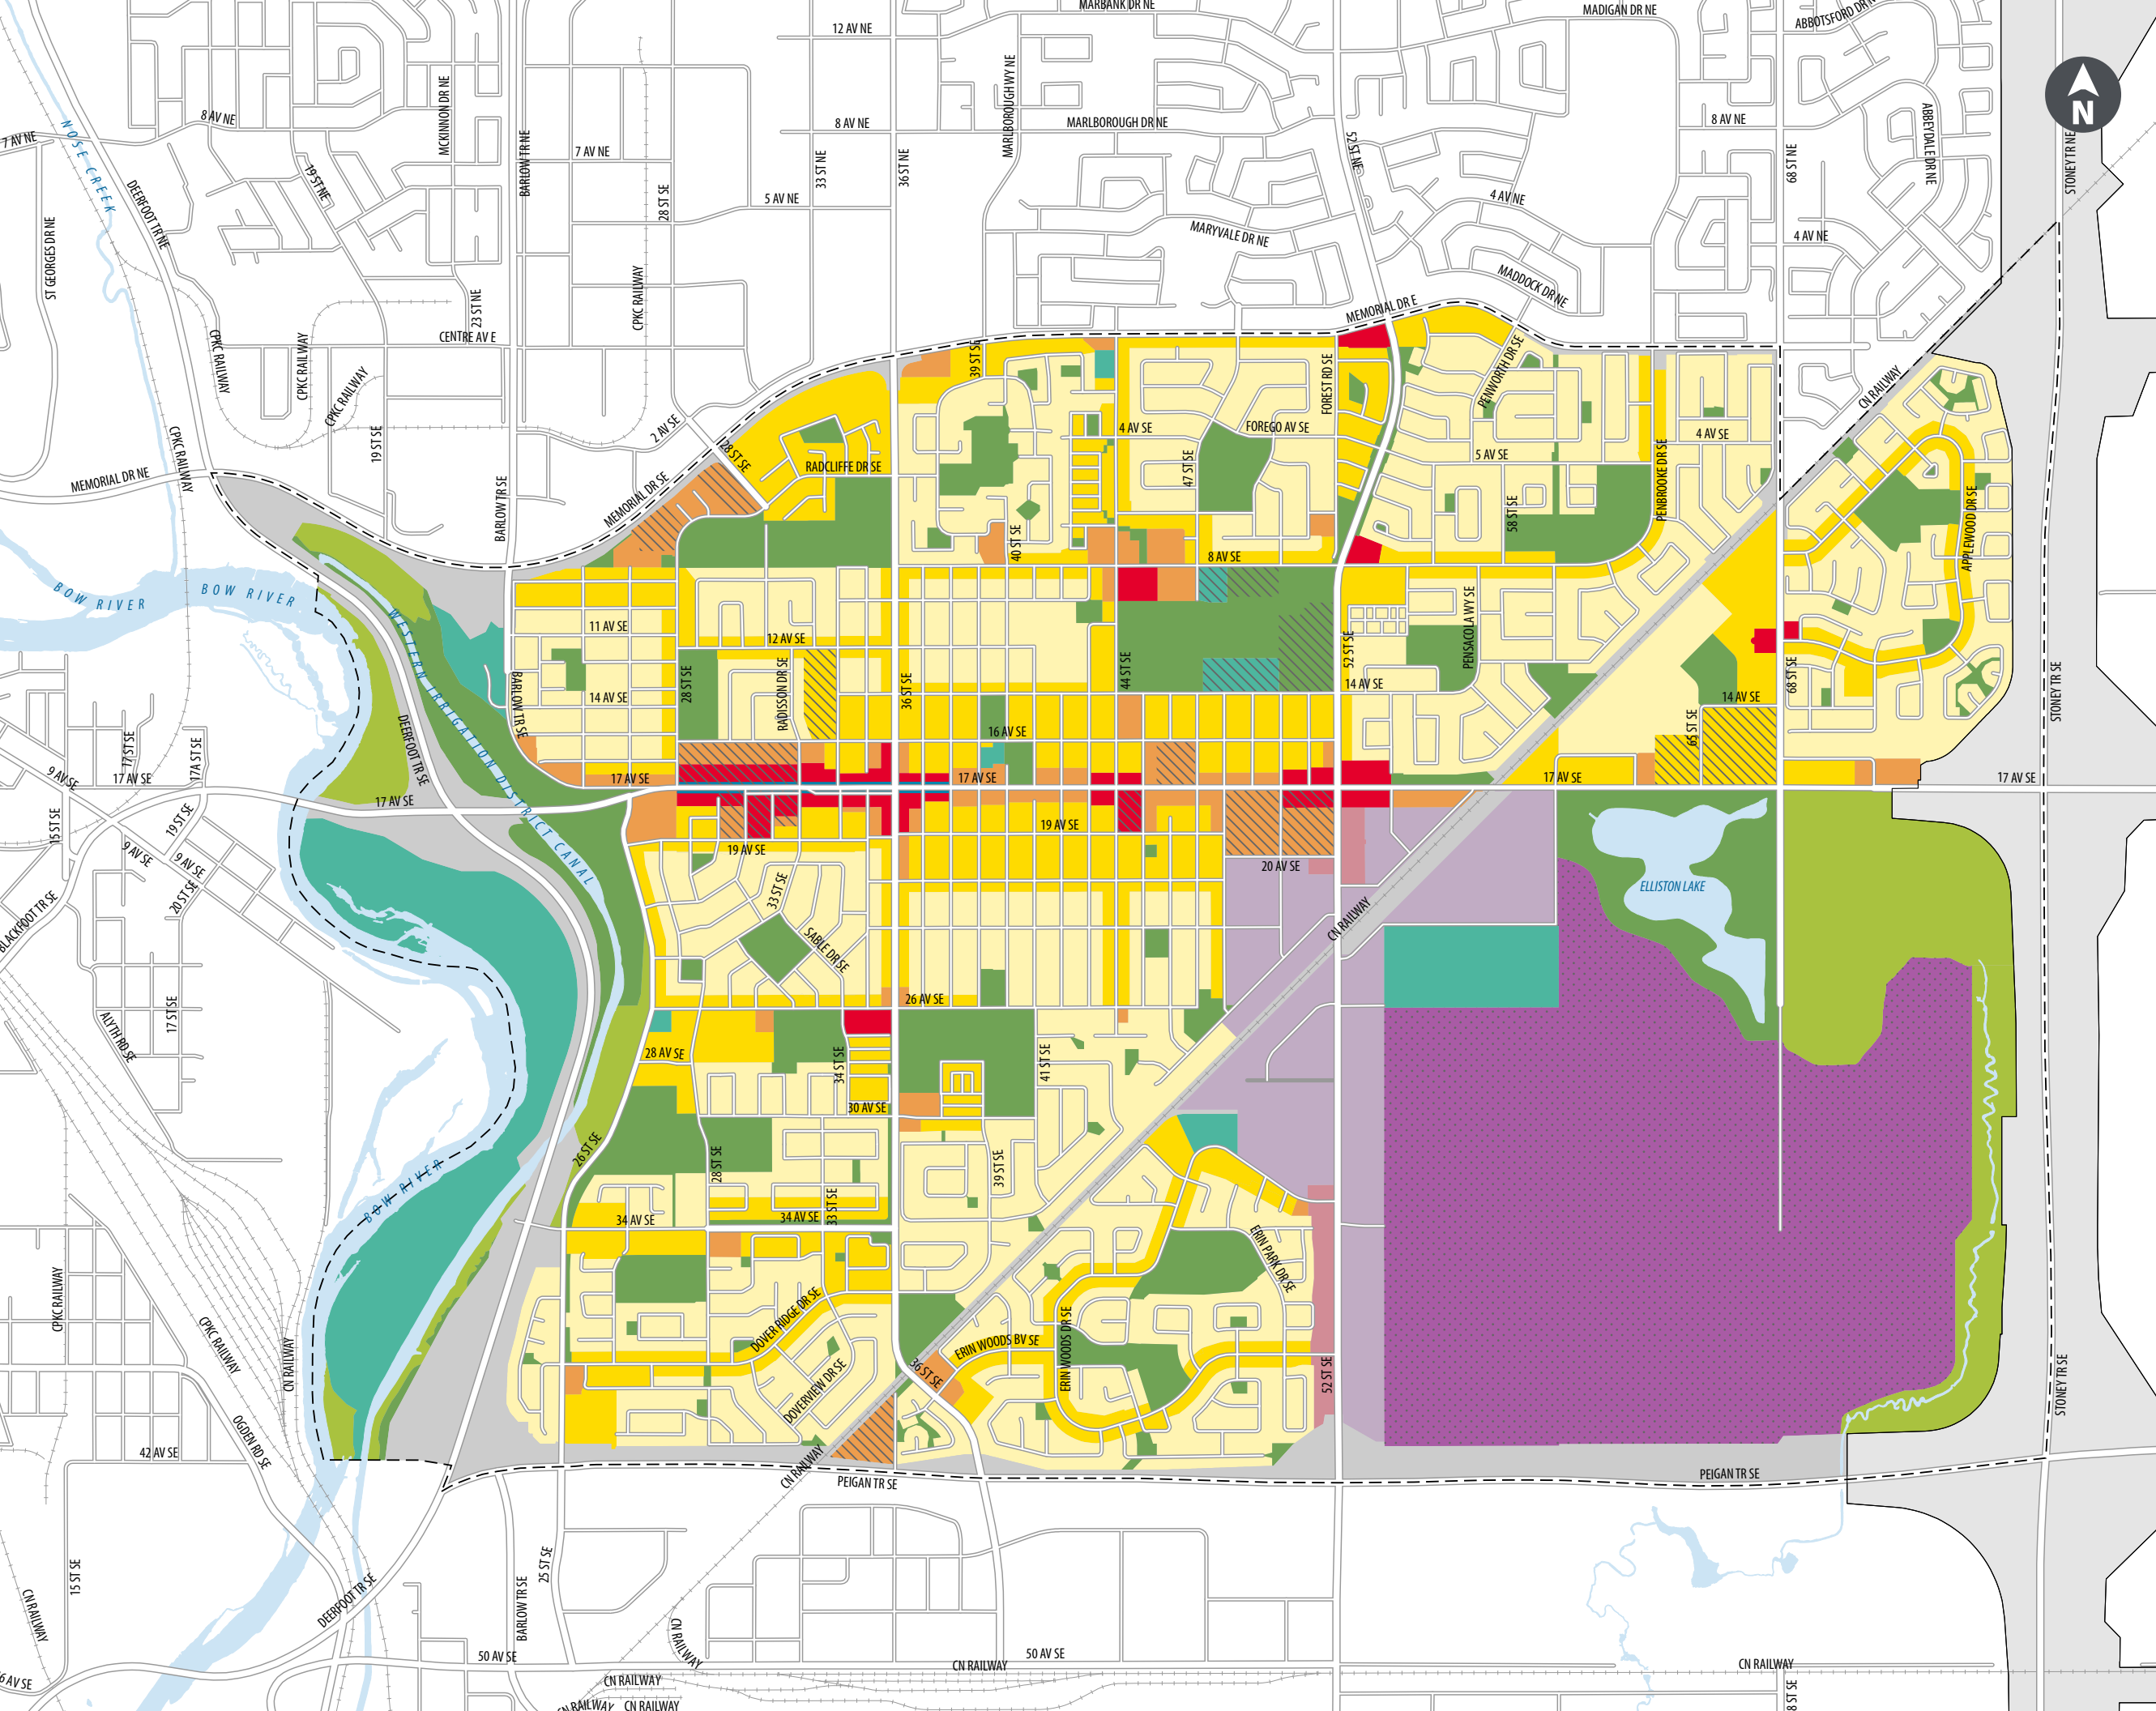 MARBANK DR NE
MADIGAN DR NE
ABBOTSFORD DR N
12 AV NE
MARLBOROUGH WY NE
MCKINNON DR NE
N
8 AV NE
8 AV NE
MARLBOROUGH DR NE
8 AV NE
ABBEYDALE DR NE
NOSE CREEK
7 AV NE
7 AV NE
BARLOW TR NE
33 ST NE
36 ST NE
52 ST NE
68 ST NE
STONEY TR NE
19 ST NE
28 ST SE
5 AV NE
4 AV NE
DEERFOOT TR NE
MARYVALE DR NE
4 AV NE
ST GEORGES DR NE
MADDOCK DR NE
CPKC RAILWAY
23 ST NE
CENTRE AV E
MEMORIAL DR E
CPKC RAILWAY
CPKC RAILWAY
CPKC RAILWAY
39 ST SE
FOREST RD SE
PENWORTH DR SE
CN RAILWAY
2 AV SE
28 ST SE
19 ST SE
CPKC RAILWAY
4 AV SE
FOREGO AV SE
4 AV SE
5 AV SE
PENBROOKE DR SE
RADCLIFFE DR SE
47 ST SE
MEMORIAL DR NE
MEMORIAL DR SE
BARLOW TR SE
58 ST SE
APPLEWOOD DR SE
40 ST SE
8 AV SE
BOW RIVER
BOW RIVER
WESTERN IRRIGATION DISTRICT CANAL
11 AV SE
12 AV SE
PENSACOLA WY SE
52 ST SE
44 ST SE
28 ST SE
RADISSON DR SE
36 ST SE
68 ST SE
STONEY TR SE
14 AV SE
14 AV SE
14 AV SE
BARLOW TR SE
DEERFOOT TR SE
16 AV SE
65 ST SE
17 ST SE
17A ST SE
9 AV SE
17 AV SE
17 AV SE
17 AV SE
17 AV SE
17 AV SE
17 AV SE
15 ST SE
19 ST SE
9 AV SE
9 AV SE
20 ST SE
19 AV SE
19 AV SE
20 AV SE
ELLISTON LAKE
33 ST SE
BLACKFOOT TR SE
CN RAILWAY
SABLE DR SE
17 ST SE
26 AV SE
ALYTH RD SE
28 AV SE
34 ST SE
41 ST SE
30 AV SE
26 ST SE
28 ST SE
39 ST SE
BOW RIVER
33 ST SE
34 AV SE
34 AV SE
ERIN PARK DR SE
CPKC RAILWAY
CPKC RAILWAY
CN RAILWAY
DOVER RIDGE DR SE
ERIN WOODS BV SE
ERIN WOODS DR SE
36 ST SE
52 ST SE
DOVERVIEW DR SE
STONEY TR SE
OGDEN RD SE
42 AV SE
CN RAILWAY
PEIGAN TR SE
PEIGAN TR SE
15 ST SE
25 ST SE
CN RAILWAY
DEERFOOT TR SE
BARLOW TR SE
CN RAILWAY
50 AV SE
50 AV SE
CN RAILWAY
CN RAILWAY
6 AV SE
CN RAILWAY
CN RAILWAY
CN RAILWAY
8 ST SE